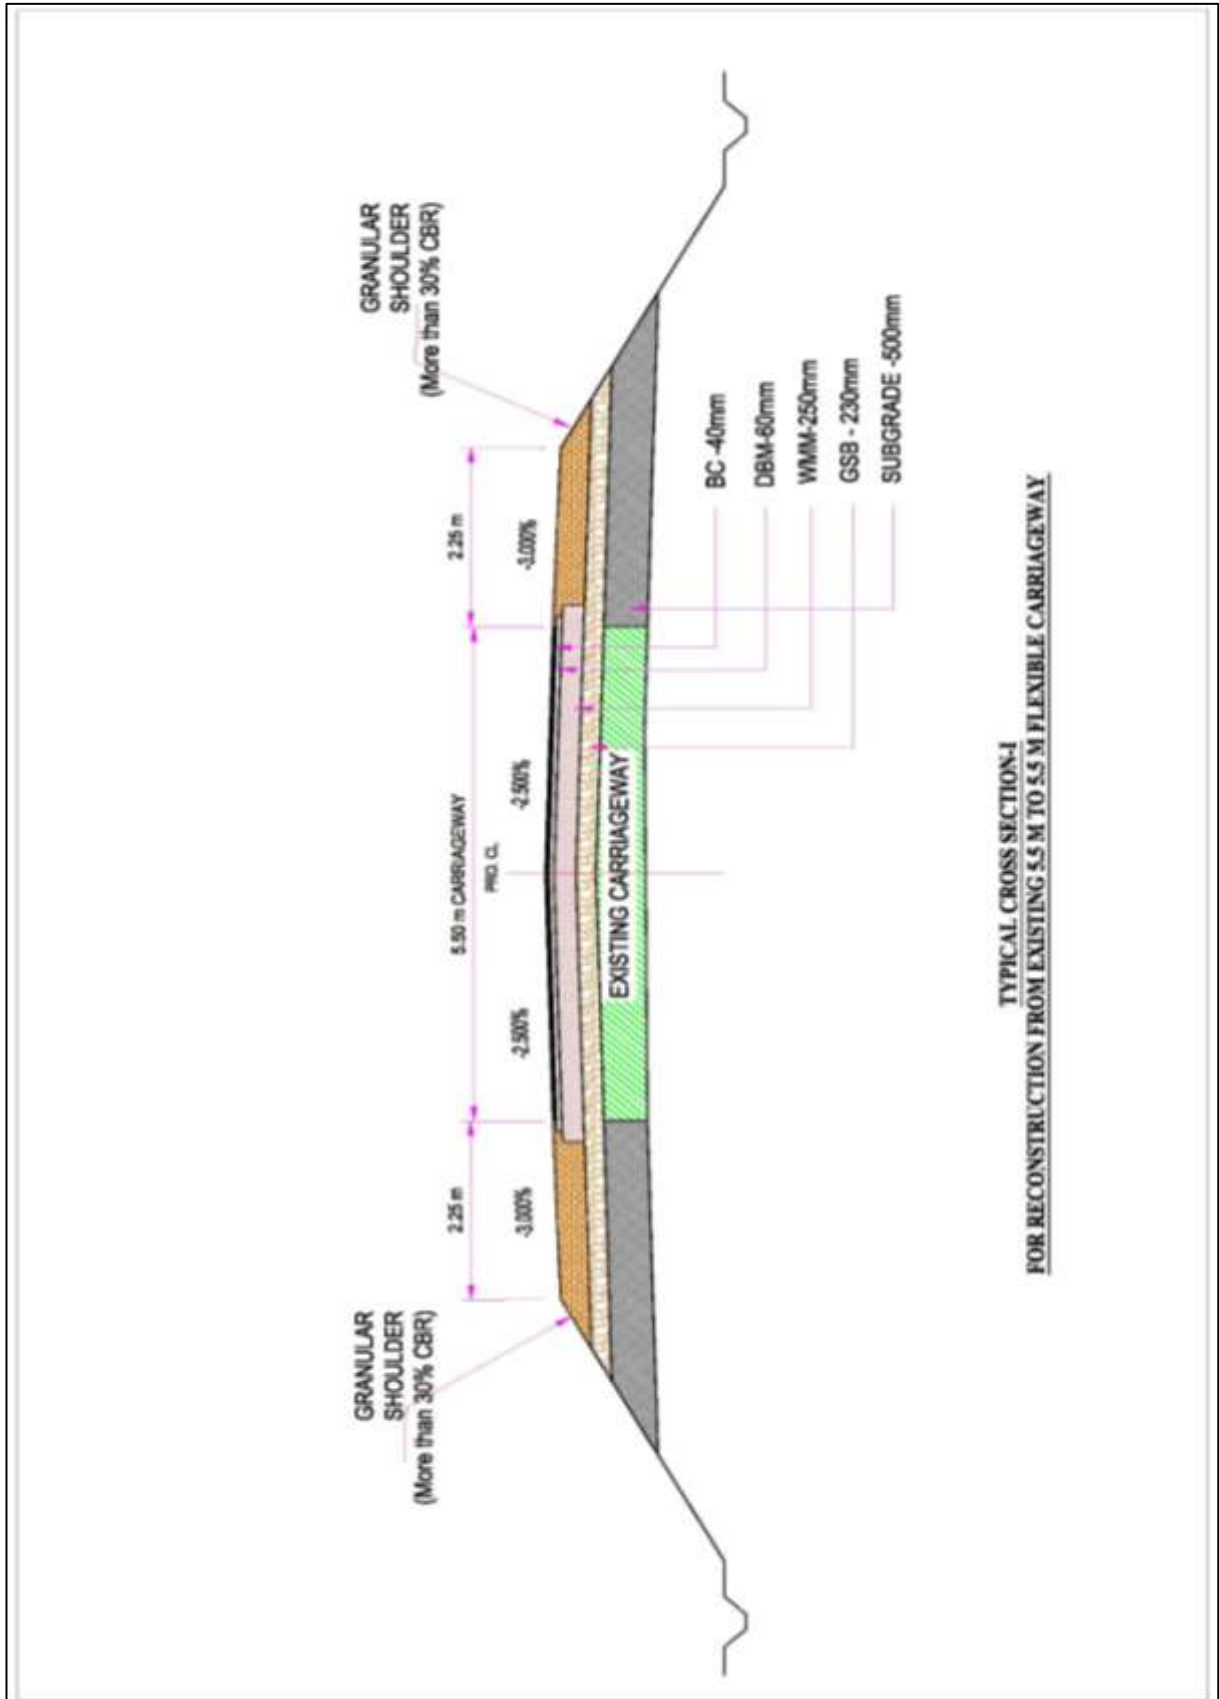 GRANULAR
SHOULDER
(More than 30% CBR)
GRANULAR
SHOULDER
(More than 30% CBR)
2.25 m
5.50 m CARRIAGEWAY
2.25 m
PRO. CL
-3.000%
-2.500%
-2.500%
-3.000%
EXISTING CARRIAGEWAY
BC -40mm
DBM-60mm
WMM-250mm
GSB - 230mm
SUBGRADE -500mm
TYPICAL CROSS SECTION-I
FOR RECONSTRUCTION FROM EXISTING 5.5 M TO 5.5 M FLEXIBLE CARRIAGEWAY